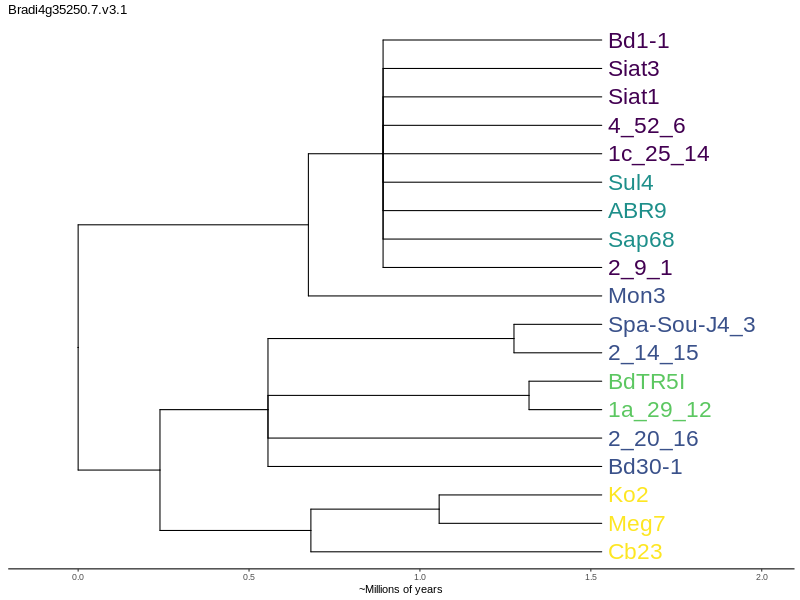 Bradi4g35250.7.v3.1
Bd1-1
Siat3
Siat1
4_52_6
1c_25_14
Sul4
ABR9
Sap68
2_9_1
Mon3
Spa-Sou-J4_3
2_14_15
BdTR5I
1a_29_12
2_20_16
Bd30-1
Ko2
Meg7
Cb23
0.0 0.5 1.0 1.5 2.0
~Millions of years